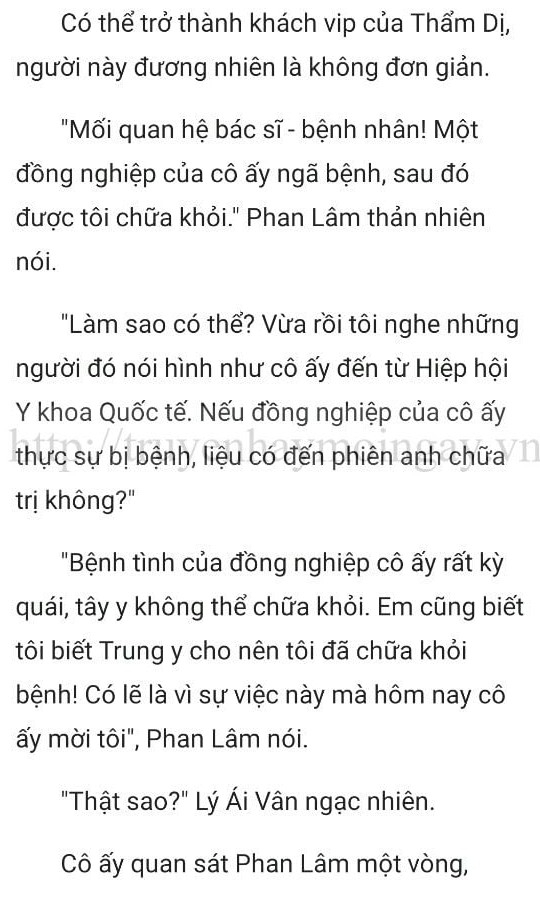 Có thể trở thành khách vip của Thẩm Dị,
người này đương nhiên là không đơn giản.
"Mối quan hệ bác sĩ - bệnh nhân! Một
đồng nghiệp của cô ấy ngã bệnh, sau đó
được tôi chữa khỏi." Phan Lâm thản nhiên
nói.
"Làm sao có thể? Vừa rồi tôi nghe những
người đó nói hình như cô ấy đến từ Hiệp hội
Y khoa Quốc tế. Nếu đồng nghiệp của cô ấy
http://truyenhaymoingay.vn
thực sự bị bệnh, liệu có đến phiên anh chữa
trị không?"
"Bệnh tình của đồng nghiệp cô ấy rất kỳ
quái, tây y không thể chữa khỏi. Em cũng biết
tôi biết Trung y cho nên tôi đã chữa khỏi
bệnh! Có lẽ là vì sự việc này mà hôm nay cô
ấy mời tôi", Phan Lâm nói.
"Thật sao?" Lý Ái Vân ngạc nhiên.
Cô ấy quan sát Phan Lâm một vòng,